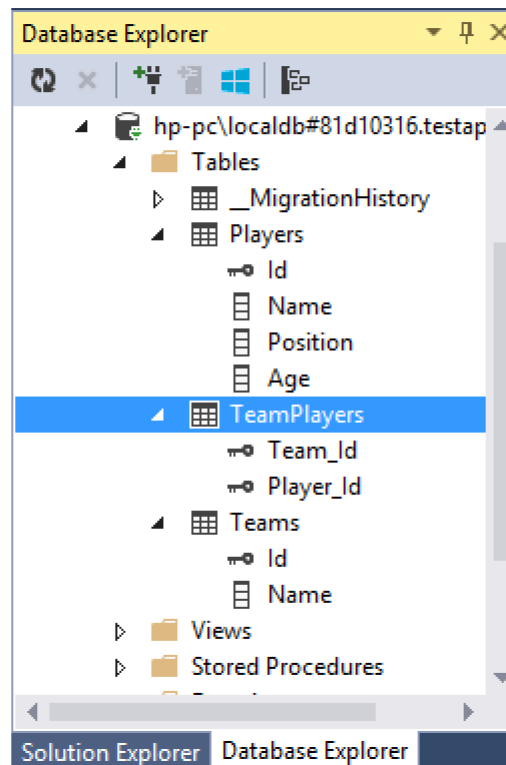 Database Explorer
hp-pc\localdb#81d10316.testap
Tables
__MigrationHistory
Players
Id
Name
Position
Age
TeamPlayers
Team_Id
Player_Id
Teams
Id
Name
Views
Stored Procedures
Solution Explorer Database Explorer